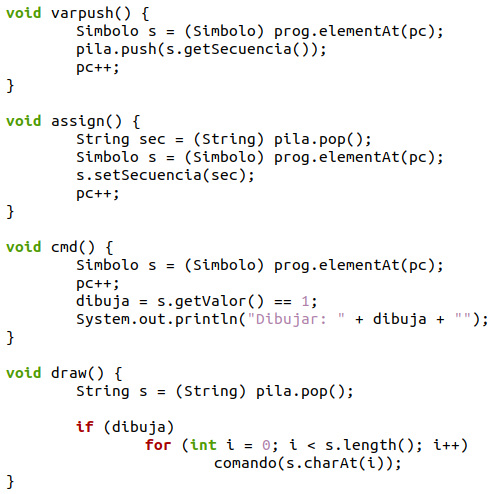 void varpush() {
        Simbolo s = (Simbolo) prog.elementAt(pc);
        pila.push(s.getSecuencia());
        pc++;
}

void assign() {
        String sec = (String) pila.pop();
        Simbolo s = (Simbolo) prog.elementAt(pc);
        s.setSecuencia(sec);
        pc++;
}

void cmd() {
        Simbolo s = (Simbolo) prog.elementAt(pc);
        pc++;
        dibuja = s.getValor() == 1;
        System.out.println("Dibujar: " + dibuja + "");
}

void draw() {
        String s = (String) pila.pop();

        if (dibuja)
                for (int i = 0; i < s.length(); i++)
                        comando(s.charAt(i));
}